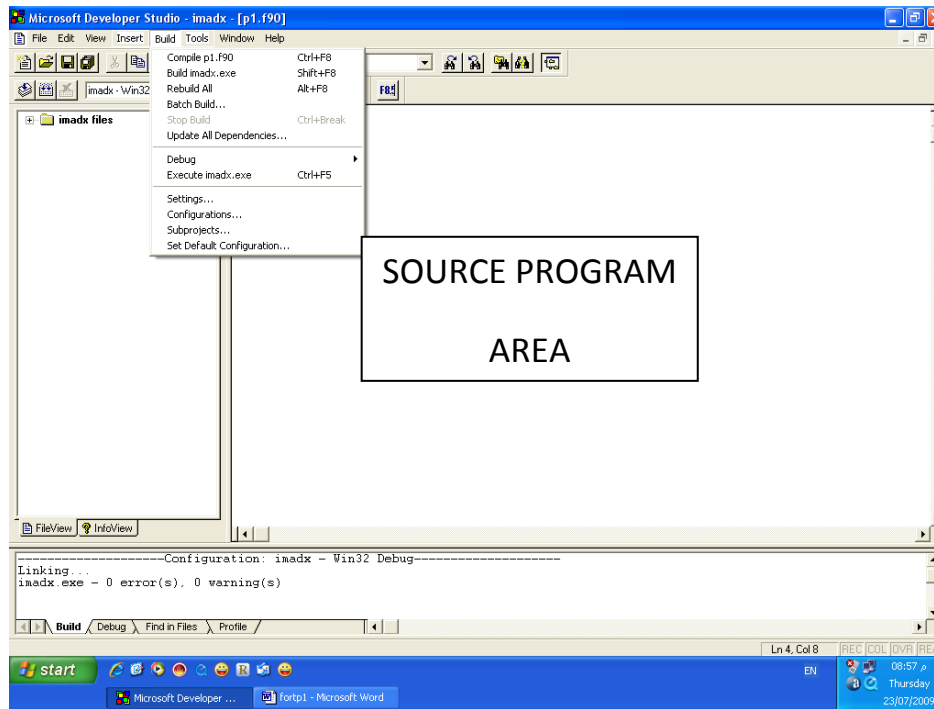 Microsoft Developer Studio - imadx - [p1.f90]
File Edit View Insert Build Tools Window Help
Compile p1.f90 Ctrl+F8
Build imadx.exe Shift+F8
imadx - Win32
Rebuild All Alt+F8
F8
Batch Build...
Stop Build Ctrl+Break
Update All Dependencies...
Debug
Execute imadx.exe Ctrl+F5
Settings...
Configurations...
Subprojects...
Set Default Configuration...
imadx files
SOURCE PROGRAM
AREA
FileView InfoView
--------------------Configuration: imadx - Win32 Debug--------------------
Linking...
imadx.exe - 0 error(s), 0 warning(s)
Build Debug Find in Files Profile
Ln 4, Col 8 REC COL OVR REA
start R EN 08:57 م
Microsoft Developer ... fortp1 - Microsoft Word Thursday
23/07/2009